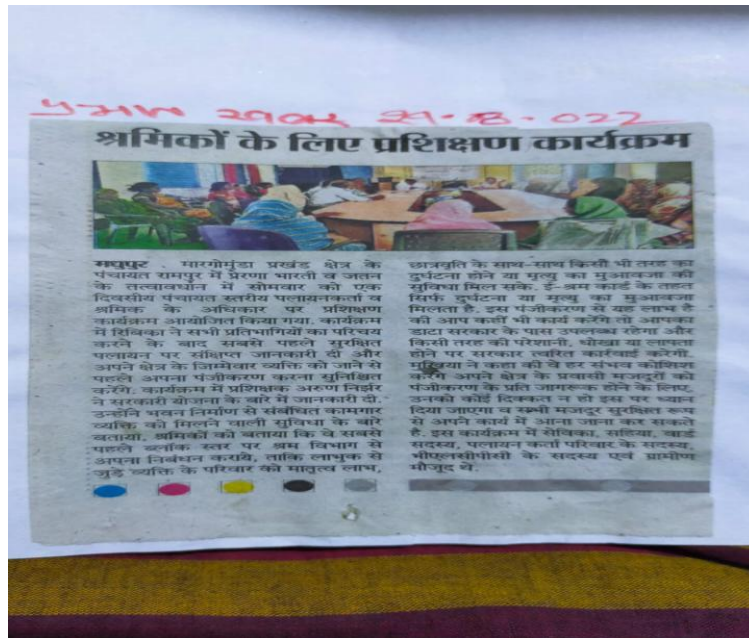 प्रभात खबर 29.8.022
श्रमिकों के लिए प्रशिक्षण कार्यक्रम
मधुपुर. मारगोमुंडा प्रखंड क्षेत्र के
पंचायत रामपुर में प्रेरणा भारती व जतन
के तत्वावधान में सोमवार को एक
दिवसीय पंचायत स्तरीय पलायनकर्ता व
श्रमिक के अधिकार पर प्रशिक्षण
कार्यक्रम आयोजित किया गया. कार्यक्रम
में रिबिका ने सभी प्रतिभागियों का परिचय
करने के बाद सबसे पहले सुरक्षित
पलायन पर संक्षिप्त जानकारी दी और
अपने क्षेत्र के जिम्मेवार व्यक्ति को जाने से
पहले अपना पंजीकरण करना सुनिश्चित
करेंग. कार्यक्रम में प्रशिक्षक अरुण निर्झर
ने सरकारी योजना के बारे में जानकारी दी.
उन्होंने भवन निर्माण से संबंधित कामगार
व्यक्ति को मिलने वाली सुविधा के बारे
बताया. श्रमिकों को बताया कि वे सबसे
पहले ब्लॉक स्तर पर श्रम विभाग से
अपना निबंधन कराये, ताकि लाभुक से
जुड़े व्यक्ति के परिवार को मातृत्व लाभ,
छात्रवृति के साथ-साथ किसी भी तरह का
दुर्घटना होने या मृत्यु का मुआवजा की
सुविधा मिल सके. ई-श्रम कार्ड के तहत
सिर्फ दुर्घटना या मृत्यु का मुआवजा
मिलता है. इस पंजीकरण से यह लाभ है
की आप कहीं भी कार्य करेंगे तो आपका
डाटा सरकार के पास उपलब्ध रहेगा और
किसी तरह की परेशानी, धोखा या लापता
होने पर सरकार त्वरित कार्रवाई करेगी.
मुखिया ने कहा की वे हर संभव कोशिश
करेंगे अपने क्षेत्र के प्रवासी मजदूरों को
पंजीकरण के प्रति जागरूक होने के लिए,
उनको कोई दिक्कत न हो इस पर ध्यान
दिया जाएगा व सभी मजदूर सुरक्षित रूप
से अपने कार्य में आना जाना कर सकते
है. इस कार्यक्रम में सेविका, सहिया, वार्ड
सदस्य, पलायन कर्ता परिवार के सदस्य,
भीएलसीपीसी के सदस्य एवं ग्रामीण
मौजूद थे.